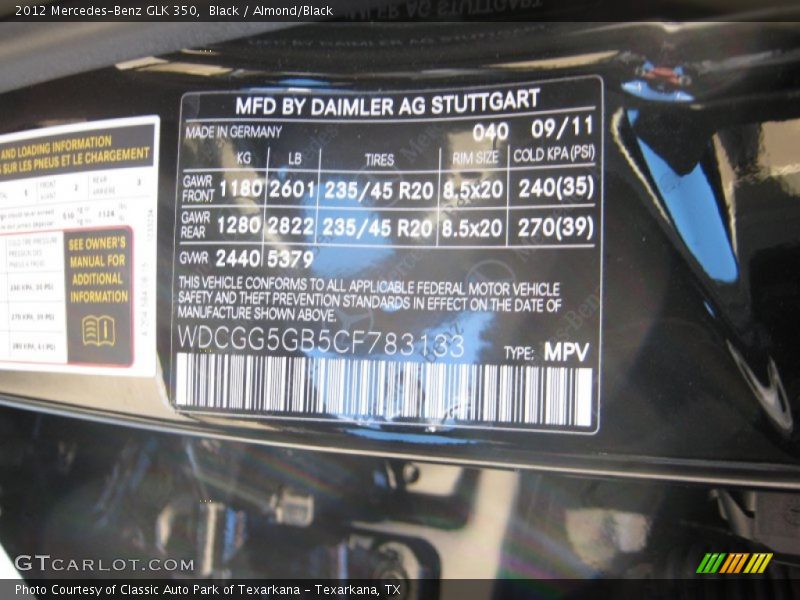 2012 Mercedes-Benz GLK 350, Black / Almond/Black
MFD BY DAIMLER AG STUTTGART
MADE IN GERMANY 040 09/11
KG LB TIRES RIM SIZE COLD KPA (PSI)
GAWR FRONT 1180 2601 235/45 R20 8.5x20 240(35)
GAWR REAR 1280 2822 235/45 R20 8.5x20 270(39)
GVWR 2440 5379
THIS VEHICLE CONFORMS TO ALL APPLICABLE FEDERAL MOTOR VEHICLE
SAFETY AND THEFT PREVENTION STANDARDS IN EFFECT ON THE DATE OF
MANUFACTURE SHOWN ABOVE.
WDCGG5GB5CF783133 TYPE: MPV
AND LOADING INFORMATION
SUR LES PNEUS ET LE CHARGEMENT
SEE OWNER'S
MANUAL FOR
ADDITIONAL
INFORMATION
GTCARLOT.COM
Photo Courtesy of Classic Auto Park of Texarkana - Texarkana, TX